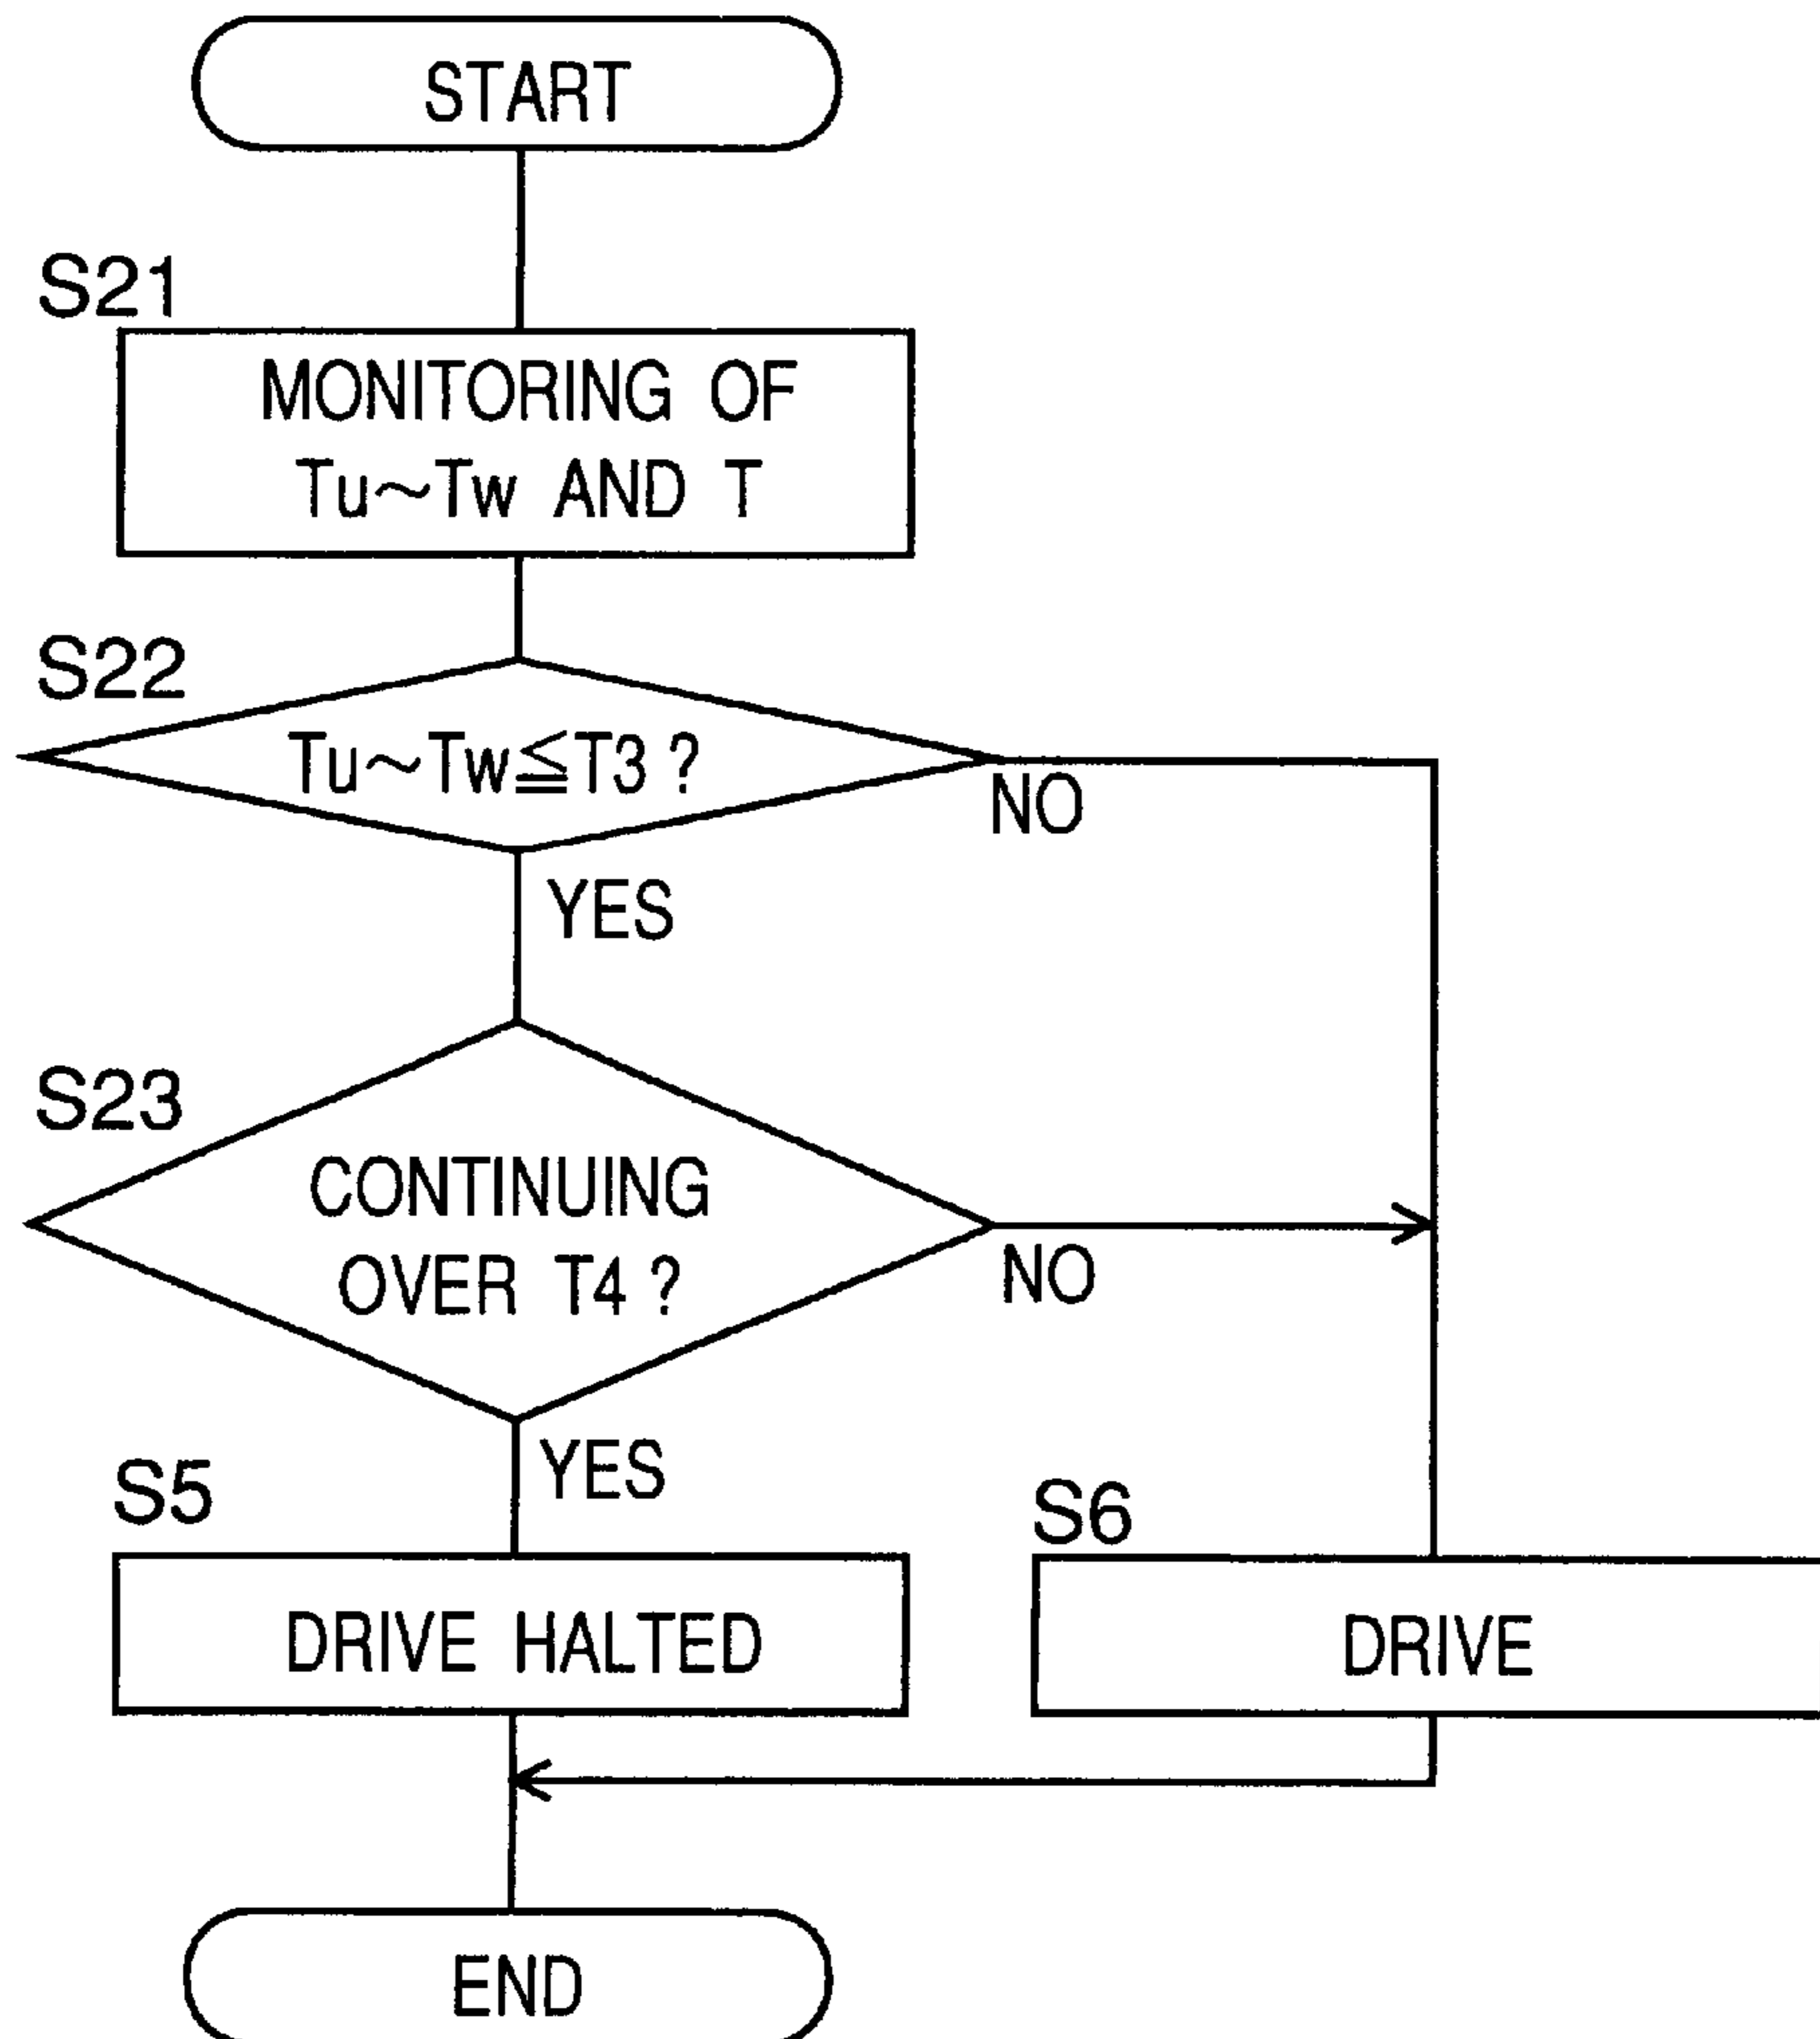 START
S21
MONITORING OF
Tu～Tw AND T
S22
Tu～Tw≦T3 ?
NO
YES
S23
CONTINUING
OVER T4 ?
NO
YES
S5
DRIVE HALTED
S6
DRIVE
END